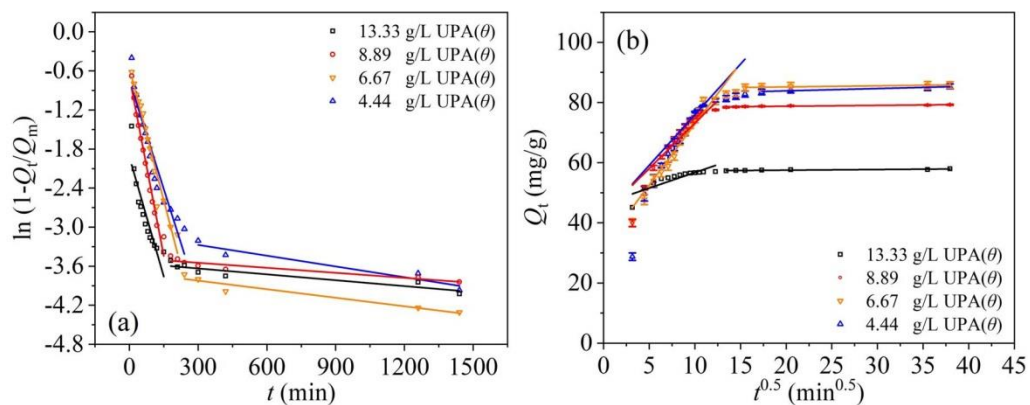 0.0
-0.6
-1.2
-1.8
-2.4
-3.0
-3.6
-4.2
-4.8
ln (1-Qt/Qm)
13.33 g/L UPA(θ)
8.89 g/L UPA(θ)
6.67 g/L UPA(θ)
4.44 g/L UPA(θ)
(a)
0 300 600 900 1200 1500
t (min)
100
80
60
40
20
0
Qt (mg/g)
(b)
13.33 g/L UPA(θ)
8.89 g/L UPA(θ)
6.67 g/L UPA(θ)
4.44 g/L UPA(θ)
0 5 10 15 20 25 30 35 40 45
t^0.5 (min^0.5)